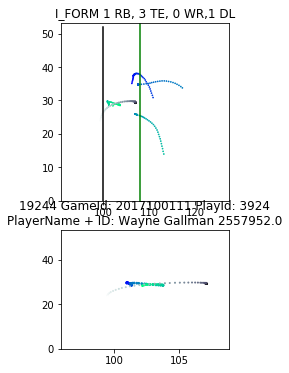 I_FORM 1 RB, 3 TE, 0 WR,1 DL
50
40
30
20
10
0
100 110 120
19244 GameId: 2017100111 PlayId: 3924
PlayerName + ID: Wayne Gallman 2557952.0
40
20
0
100 105